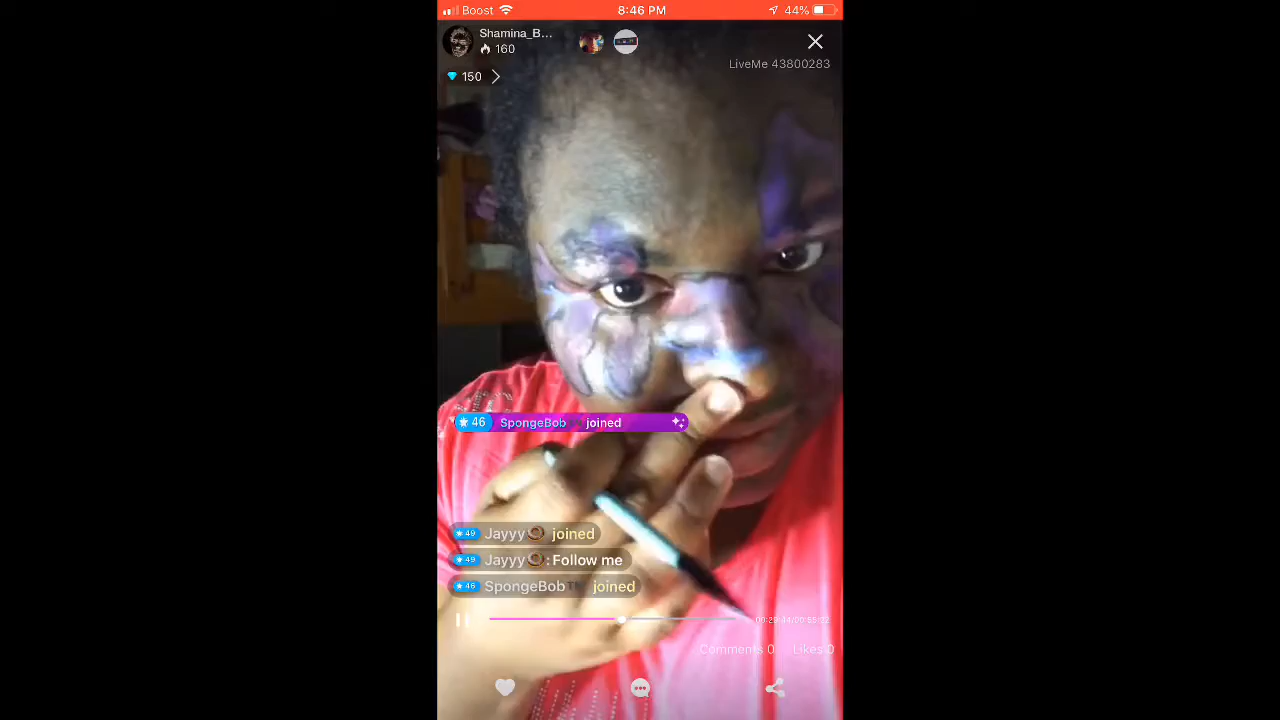 Boost
8:46 PM
44%
Shamina_B...
160
LiveMe 43800283
150
46 SpongeBob joined
49 Jayyy joined
49 Jayyy :Follow me
46 SpongeBob™ joined
Comments 0 Likes 0